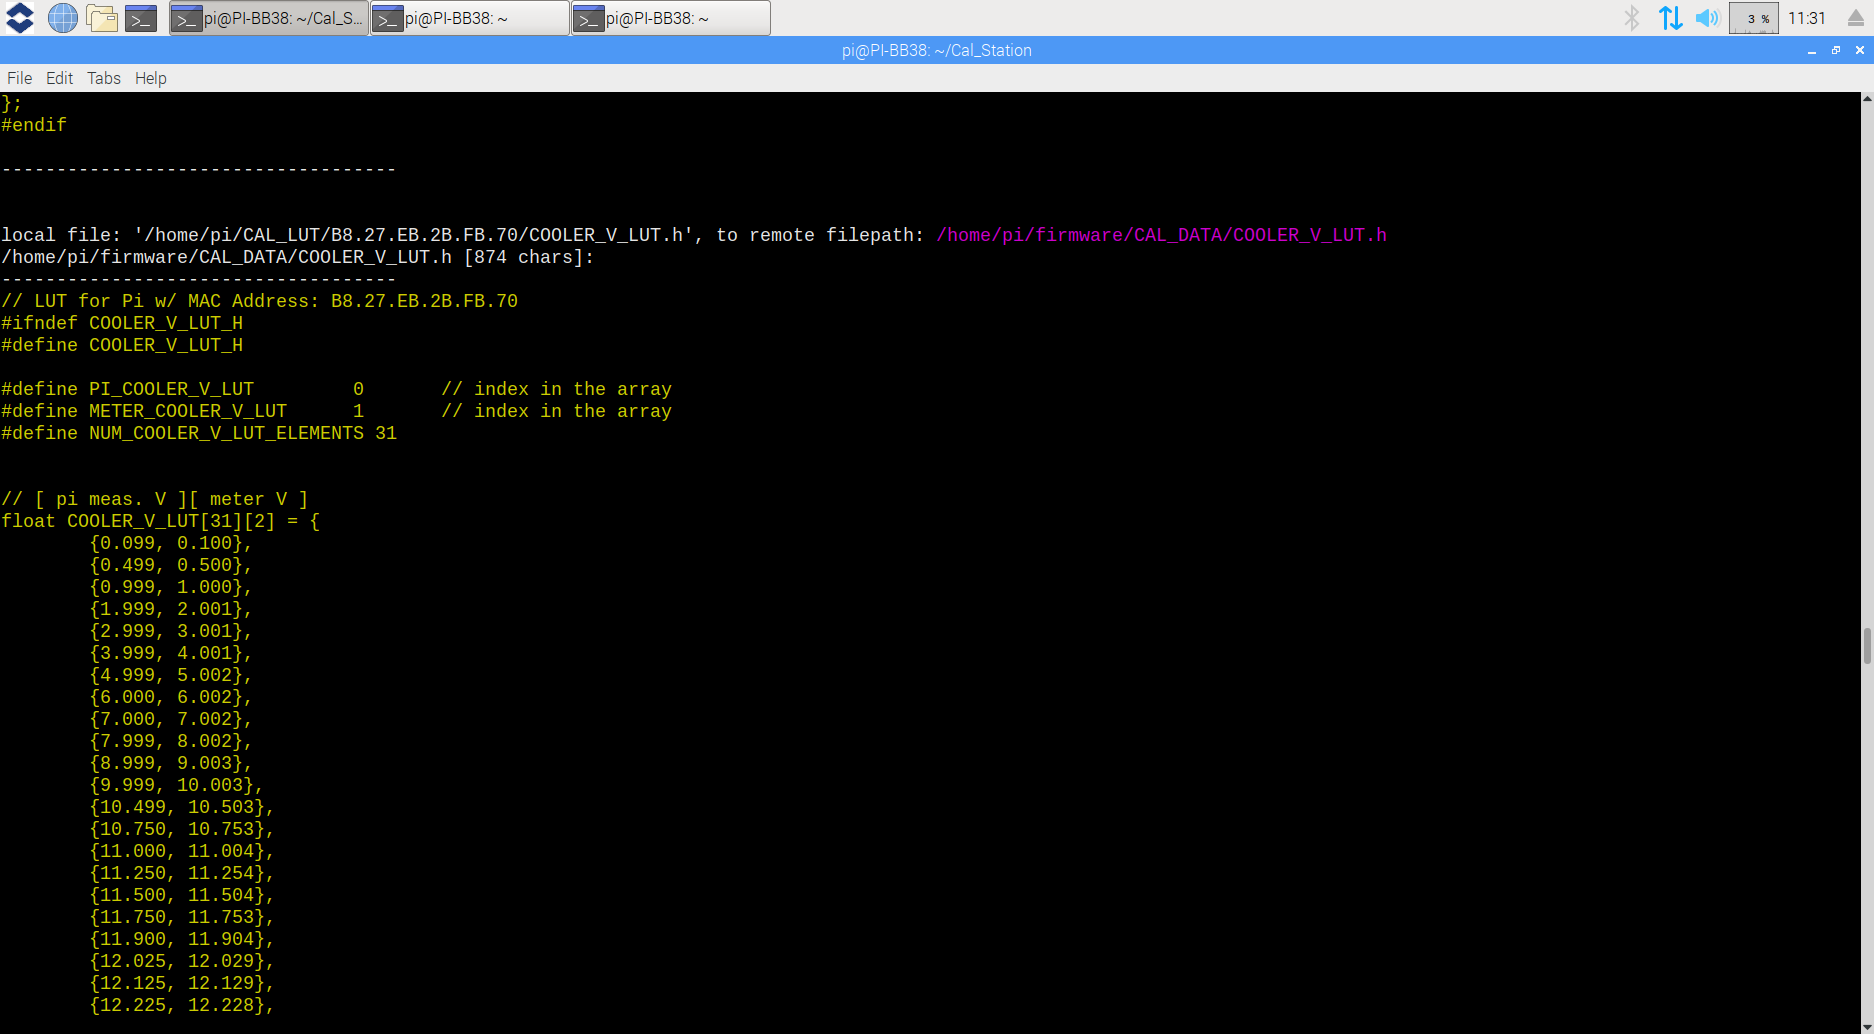 pi@PI-BB38: ~/Cal_S...
pi@PI-BB38: ~
pi@PI-BB38: ~
3 %
11:31
pi@PI-BB38: ~/Cal_Station
File Edit Tabs Help
};
#endif
------------------------------------
local file: '/home/pi/CAL_LUT/B8.27.EB.2B.FB.70/COOLER_V_LUT.h', to remote filepath: /home/pi/firmware/CAL_DATA/COOLER_V_LUT.h
/home/pi/firmware/CAL_DATA/COOLER_V_LUT.h [874 chars]:
------------------------------------
// LUT for Pi w/ MAC Address: B8.27.EB.2B.FB.70
#ifndef COOLER_V_LUT_H
#define COOLER_V_LUT_H
#define PI_COOLER_V_LUT         0       // index in the array
#define METER_COOLER_V_LUT      1       // index in the array
#define NUM_COOLER_V_LUT_ELEMENTS 31
// [ pi meas. V ][ meter V ]
float COOLER_V_LUT[31][2] = {
        {0.099, 0.100},
        {0.499, 0.500},
        {0.999, 1.000},
        {1.999, 2.001},
        {2.999, 3.001},
        {3.999, 4.001},
        {4.999, 5.002},
        {6.000, 6.002},
        {7.000, 7.002},
        {7.999, 8.002},
        {8.999, 9.003},
        {9.999, 10.003},
        {10.499, 10.503},
        {10.750, 10.753},
        {11.000, 11.004},
        {11.250, 11.254},
        {11.500, 11.504},
        {11.750, 11.753},
        {11.900, 11.904},
        {12.025, 12.029},
        {12.125, 12.129},
        {12.225, 12.228},